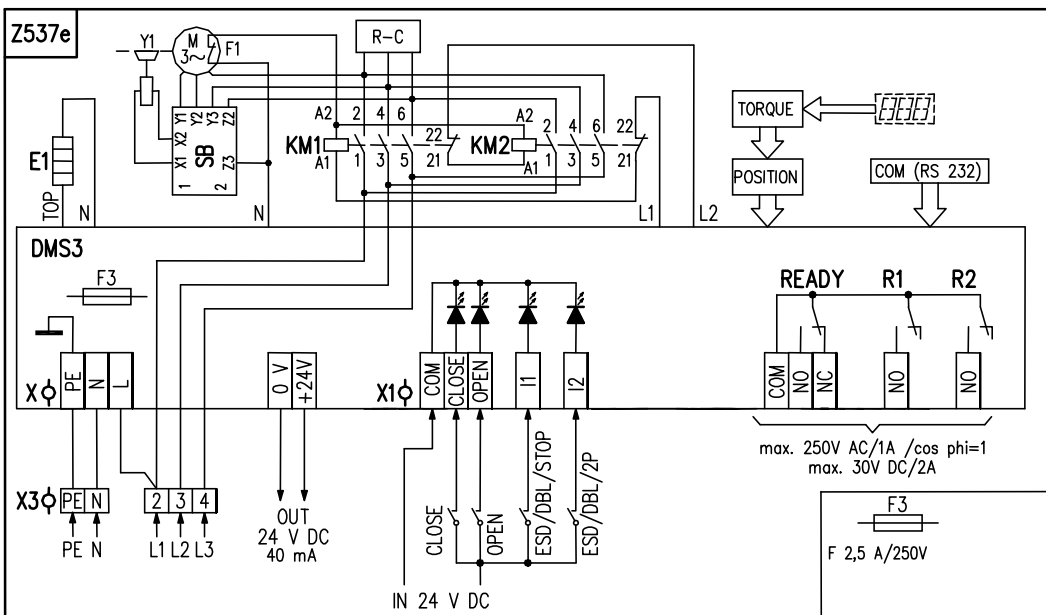 Z537e
Y1
M
3~
F1
R-C
E1
TOP
N
Y1 Y2 Y3 Z2
X2
X1
SB
Z3
1 2
N
KM1
A2
A1
2 4 6
1 3 5
22
21
KM2
A2
A1
2 4 6
1 3 5
22
21
L1
L2
TORQUE
POSITION
COM (RS 232)
DMS3
F3
READY R1 R2
X
PE
N
L
0 V
+24V
X1
COM
CLOSE
OPEN
I1
I2
COM
NO
NC
NO
NO
max. 250V AC/1A /cos phi=1
max. 30V DC/2A
X3
PE N
2 3 4
PE N
L1 L2 L3
OUT
24 V DC
40 mA
CLOSE
OPEN
ESD/DBL/STOP
ESD/DBL/2P
IN 24 V DC
F3
F 2,5 A/250V